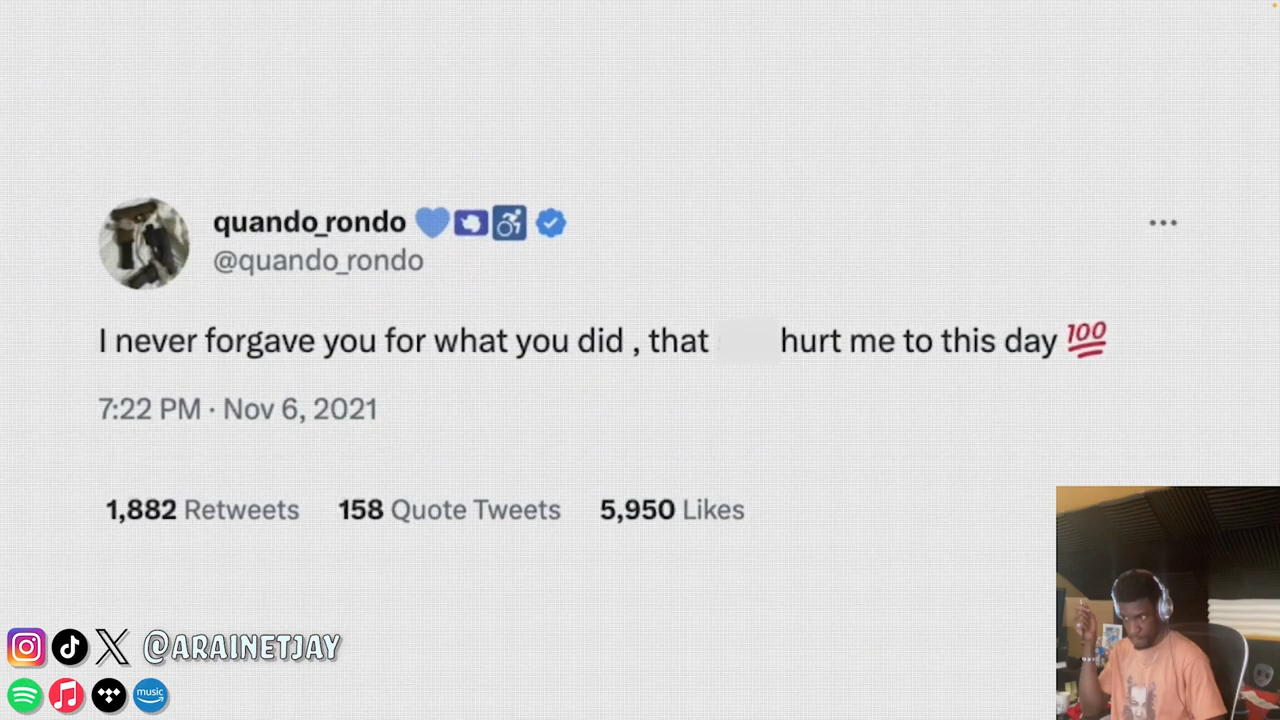 quando_rondo 💙🇦🇶♿
@quando_rondo
I never forgave you for what you did , that hurt me to this day 💯
7:22 PM · Nov 6, 2021
1,882 Retweets 158 Quote Tweets 5,950 Likes
@ARAINETJAY
music